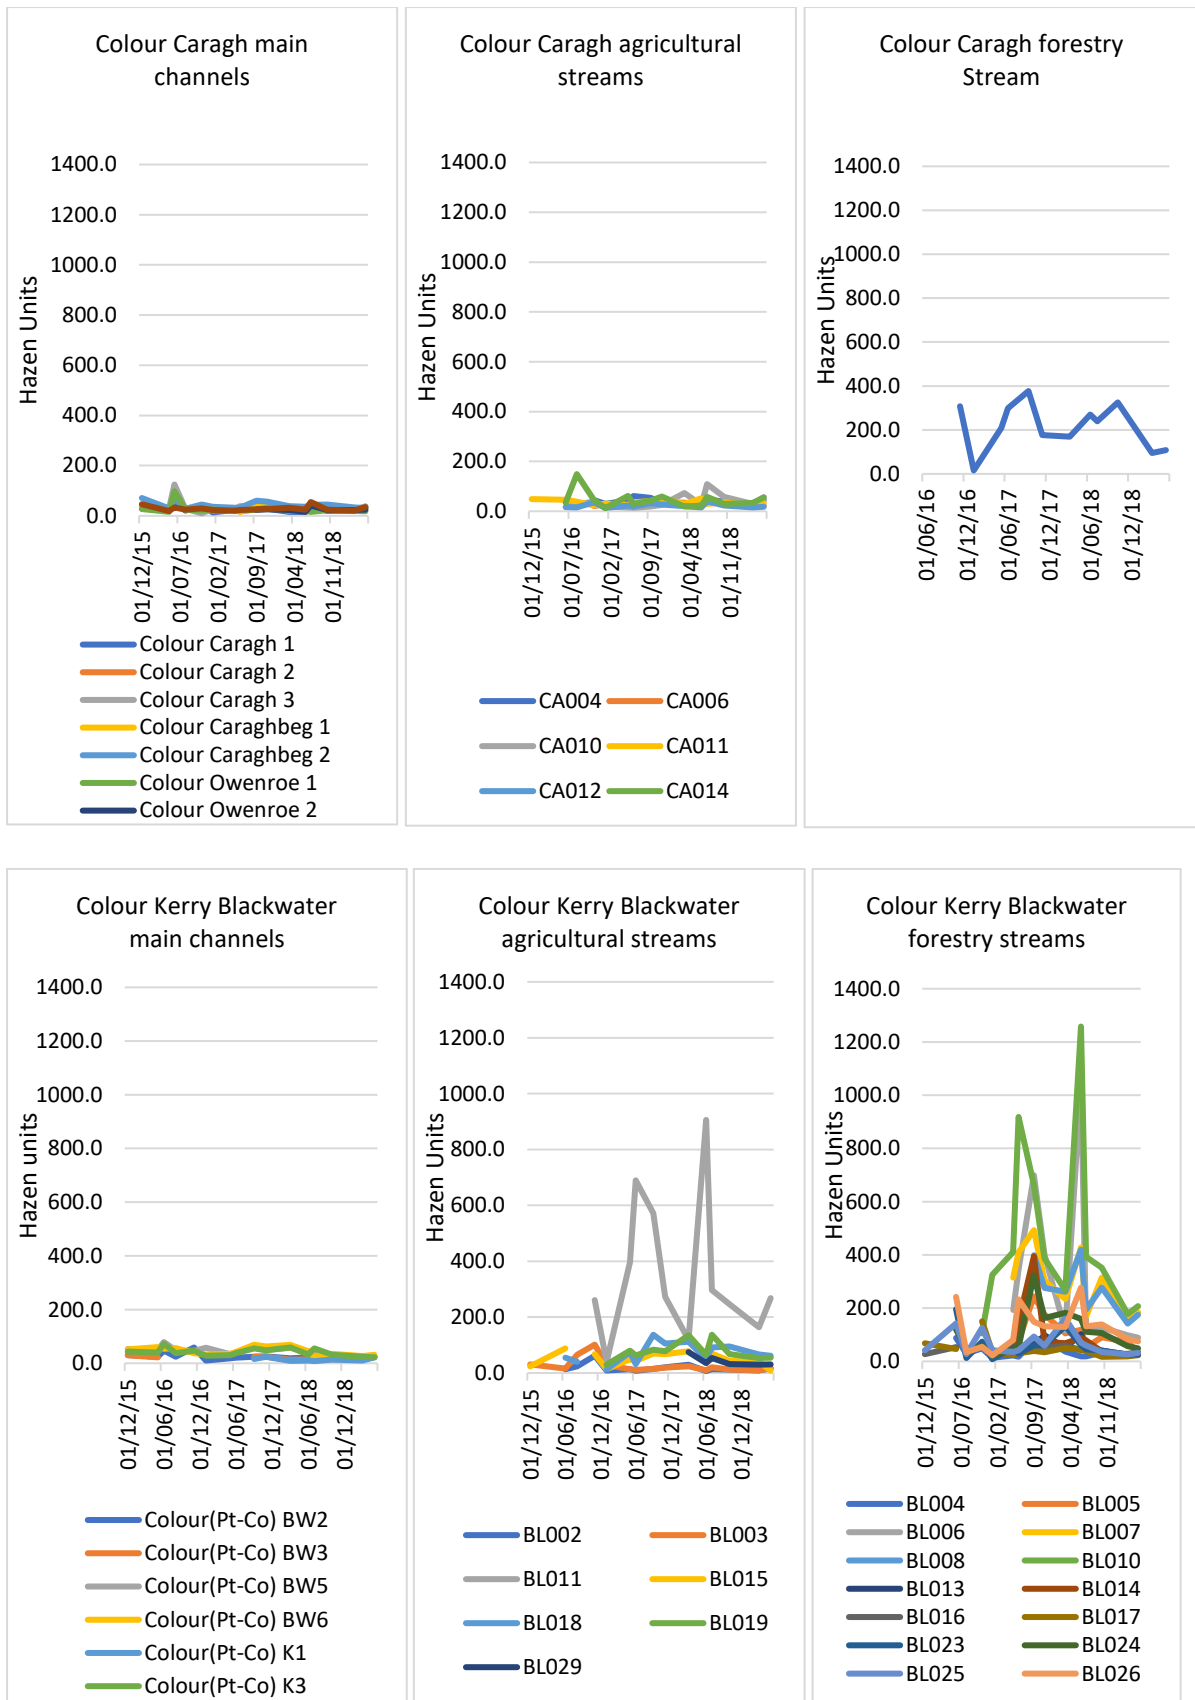 Colour Caragh main
channels
1400.0
1200.0
1000.0
800.0
600.0
400.0
200.0
0.0
Hazen Units
01/12/15
01/07/16
01/02/17
01/09/17
01/04/18
01/11/18
Colour Caragh 1
Colour Caragh 2
Colour Caragh 3
Colour Caraghbeg 1
Colour Caraghbeg 2
Colour Owenroe 1
Colour Owenroe 2
Colour Caragh agricultural
streams
1400.0
1200.0
1000.0
800.0
600.0
400.0
200.0
0.0
Hazen Units
01/12/15
01/07/16
01/02/17
01/09/17
01/04/18
01/11/18
CA004 CA006
CA010 CA011
CA012 CA014
Colour Caragh forestry
Stream
1400.0
1200.0
1000.0
800.0
600.0
400.0
200.0
0.0
Hazen Units
01/06/16
01/12/16
01/06/17
01/12/17
01/06/18
01/12/18
Colour Kerry Blackwater
main channels
1400.0
1200.0
1000.0
800.0
600.0
400.0
200.0
0.0
Hazen units
01/12/15
01/06/16
01/12/16
01/06/17
01/12/17
01/06/18
01/12/18
Colour(Pt-Co) BW2
Colour(Pt-Co) BW3
Colour(Pt-Co) BW5
Colour(Pt-Co) BW6
Colour(Pt-Co) K1
Colour(Pt-Co) K3
Colour Kerry Blackwater
agricultural streams
1400.0
1200.0
1000.0
800.0
600.0
400.0
200.0
0.0
Hazen Units
01/12/15
01/06/16
01/12/16
01/06/17
01/12/17
01/06/18
01/12/18
BL002 BL003
BL011 BL015
BL018 BL019
BL029
Colour Kerry Blackwater
forestry streams
1400.0
1200.0
1000.0
800.0
600.0
400.0
200.0
0.0
Hazen Units
01/12/15
01/07/16
01/02/17
01/09/17
01/04/18
01/11/18
BL004 BL005
BL006 BL007
BL008 BL010
BL013 BL014
BL016 BL017
BL023 BL024
BL025 BL026